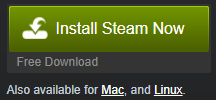 Install Steam Now
Free Download
Also available for Mac, and Linux.